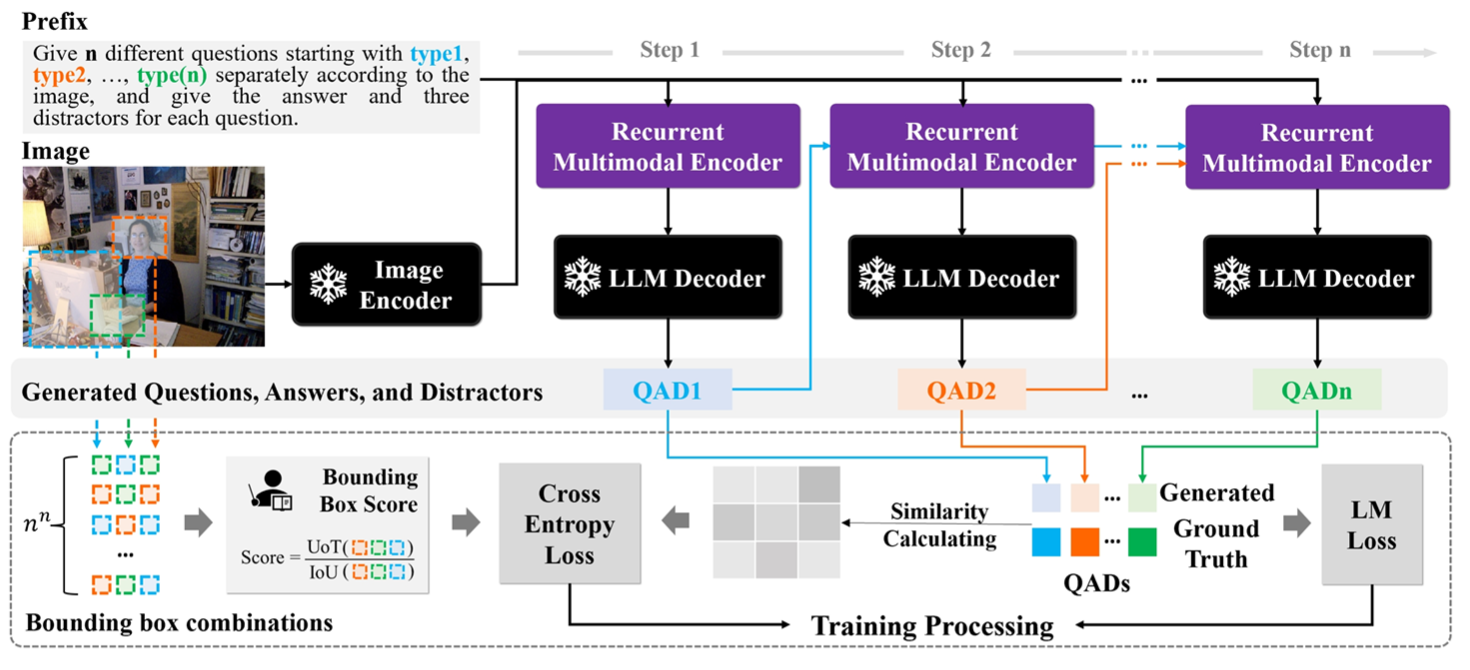 Prefix
Give n different questions starting with type1,
type2, …, type(n) separately according to the
image, and give the answer and three
distractors for each question.
Step 1
Step 2
...
Step n
...
Image
Recurrent
Multimodal Encoder
Recurrent
Multimodal Encoder
...
...
Recurrent
Multimodal Encoder
Image
Encoder
LLM Decoder
LLM Decoder
LLM Decoder
Generated Questions, Answers, and Distractors
QAD1
QAD2
...
QADn
nⁿ
...
Bounding box combinations
Bounding
Box Score
Score = UoT( )
IoU ( )
Cross
Entropy
Loss
Similarity
Calculating
... Generated
... Ground
Truth
QADs
LM
Loss
Training Processing